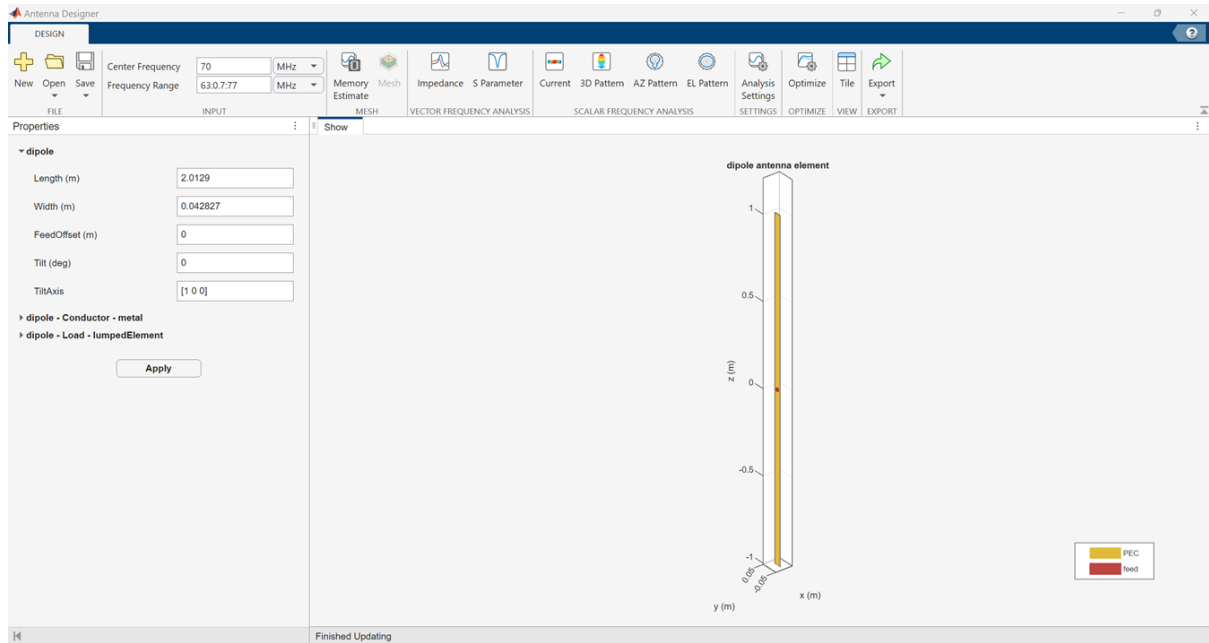 Antenna Designer
DESIGN
?
New
Open
Save
FILE
Center Frequency 70 MHz
Frequency Range 63:0.7:77 MHz
INPUT
Memory Estimate
Mesh
MESH
Impedance
S Parameter
VECTOR FREQUENCY ANALYSIS
Current
3D Pattern
AZ Pattern
EL Pattern
SCALAR FREQUENCY ANALYSIS
Analysis Settings
SETTINGS
Optimize
OPTIMIZE
Tile
VIEW
Export
EXPORT
Properties
dipole
Length (m) 2.0129
Width (m) 0.042827
FeedOffset (m) 0
Tilt (deg) 0
TiltAxis [1 0 0]
dipole - Conductor - metal
dipole - Load - lumpedElement
Apply
Show
dipole antenna element
1
0.5
z (m)
0
-0.5
-1
0.05
-0.05
x (m)
y (m)
PEC
feed
Finished Updating